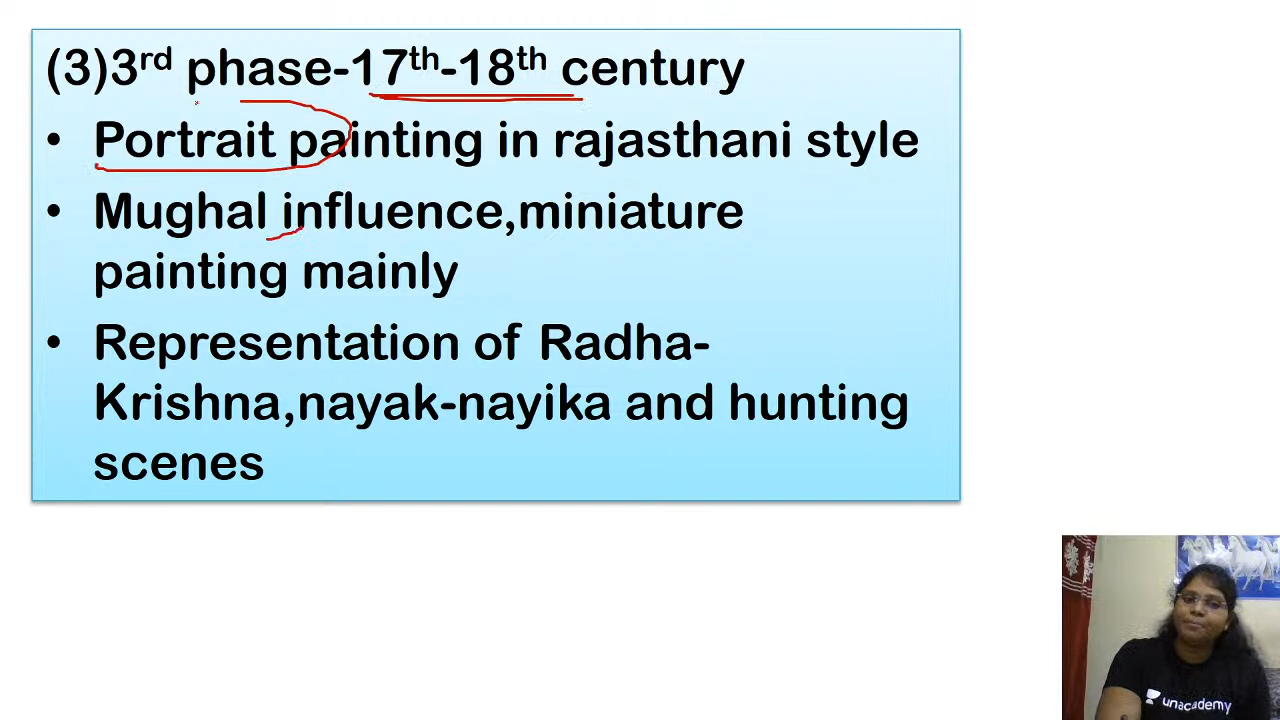 (3)3rd phase-17th-18th century
• Portrait painting in rajasthani style
• Mughal influence,miniature
painting mainly
• Representation of Radha-
Krishna,nayak-nayika and hunting
scenes
unacademy